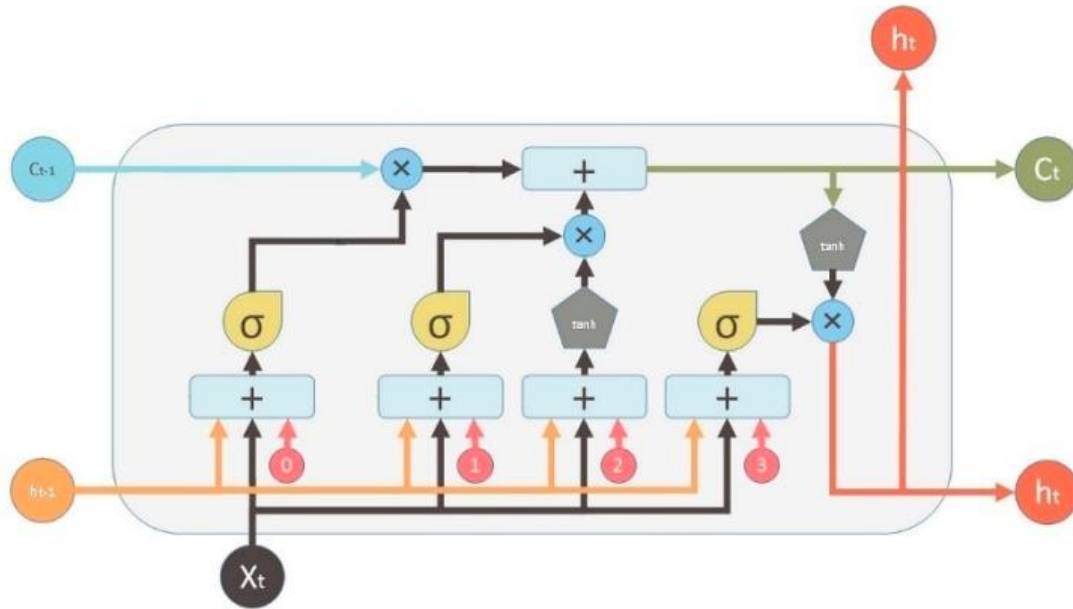 ht
Ct-1
×
+
Ct
×
tanh
σ
σ
tanh
σ
×
+
+
+
+
0
1
2
3
ht-1
ht
Xt